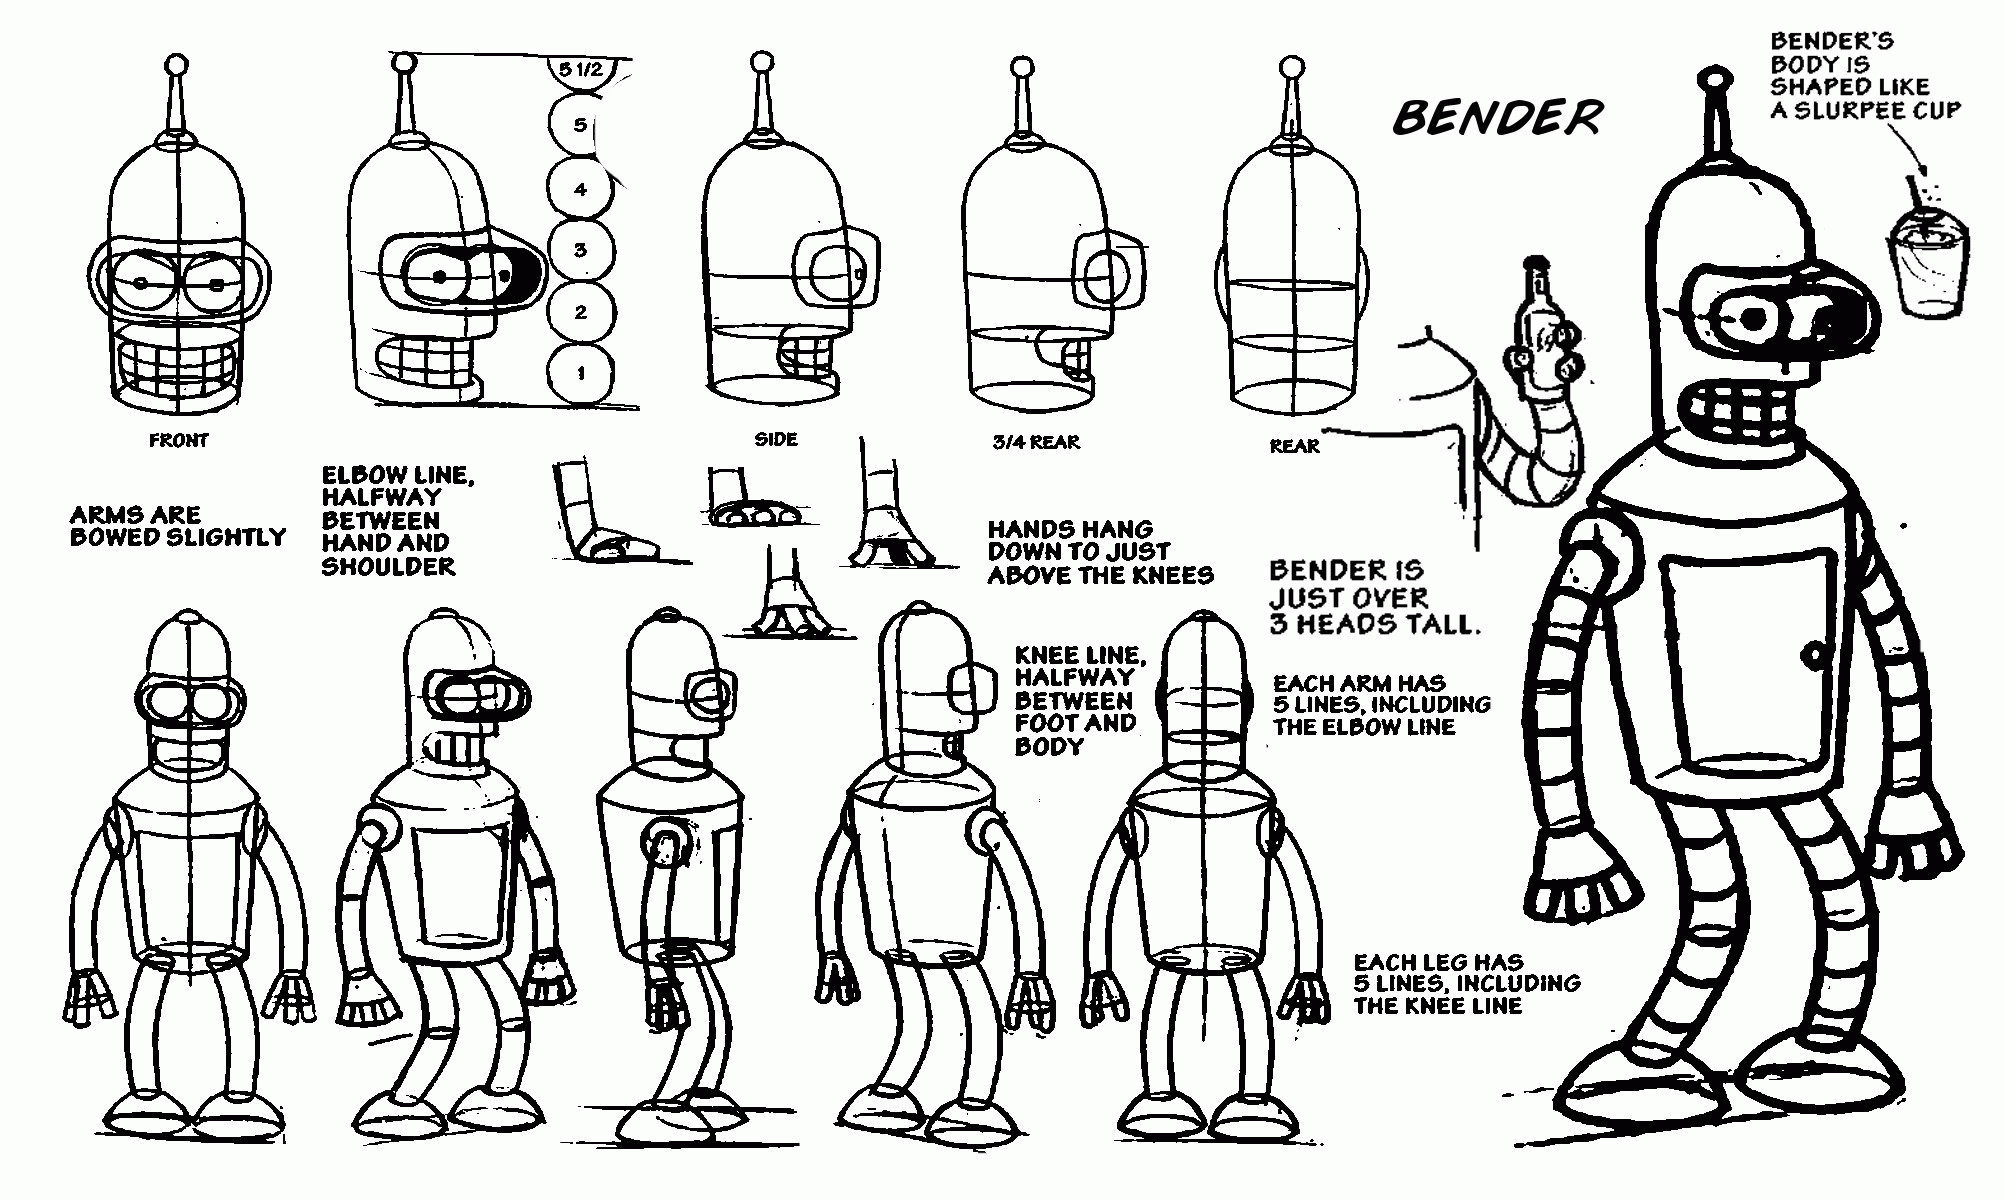 BENDER
BENDER'S
BODY IS
SHAPED LIKE
A SLURPEE CUP
5 1/2
5
4
3
2
1
FRONT
SIDE
3/4 REAR
REAR
ARMS ARE
BOWED SLIGHTLY
ELBOW LINE,
HALFWAY
BETWEEN
HAND AND
SHOULDER
HANDS HANG
DOWN TO JUST
ABOVE THE KNEES
BENDER IS
JUST OVER
3 HEADS TALL.
KNEE LINE,
HALFWAY
BETWEEN
FOOT AND
BODY
EACH ARM HAS
5 LINES, INCLUDING
THE ELBOW LINE
EACH LEG HAS
5 LINES, INCLUDING
THE KNEE LINE